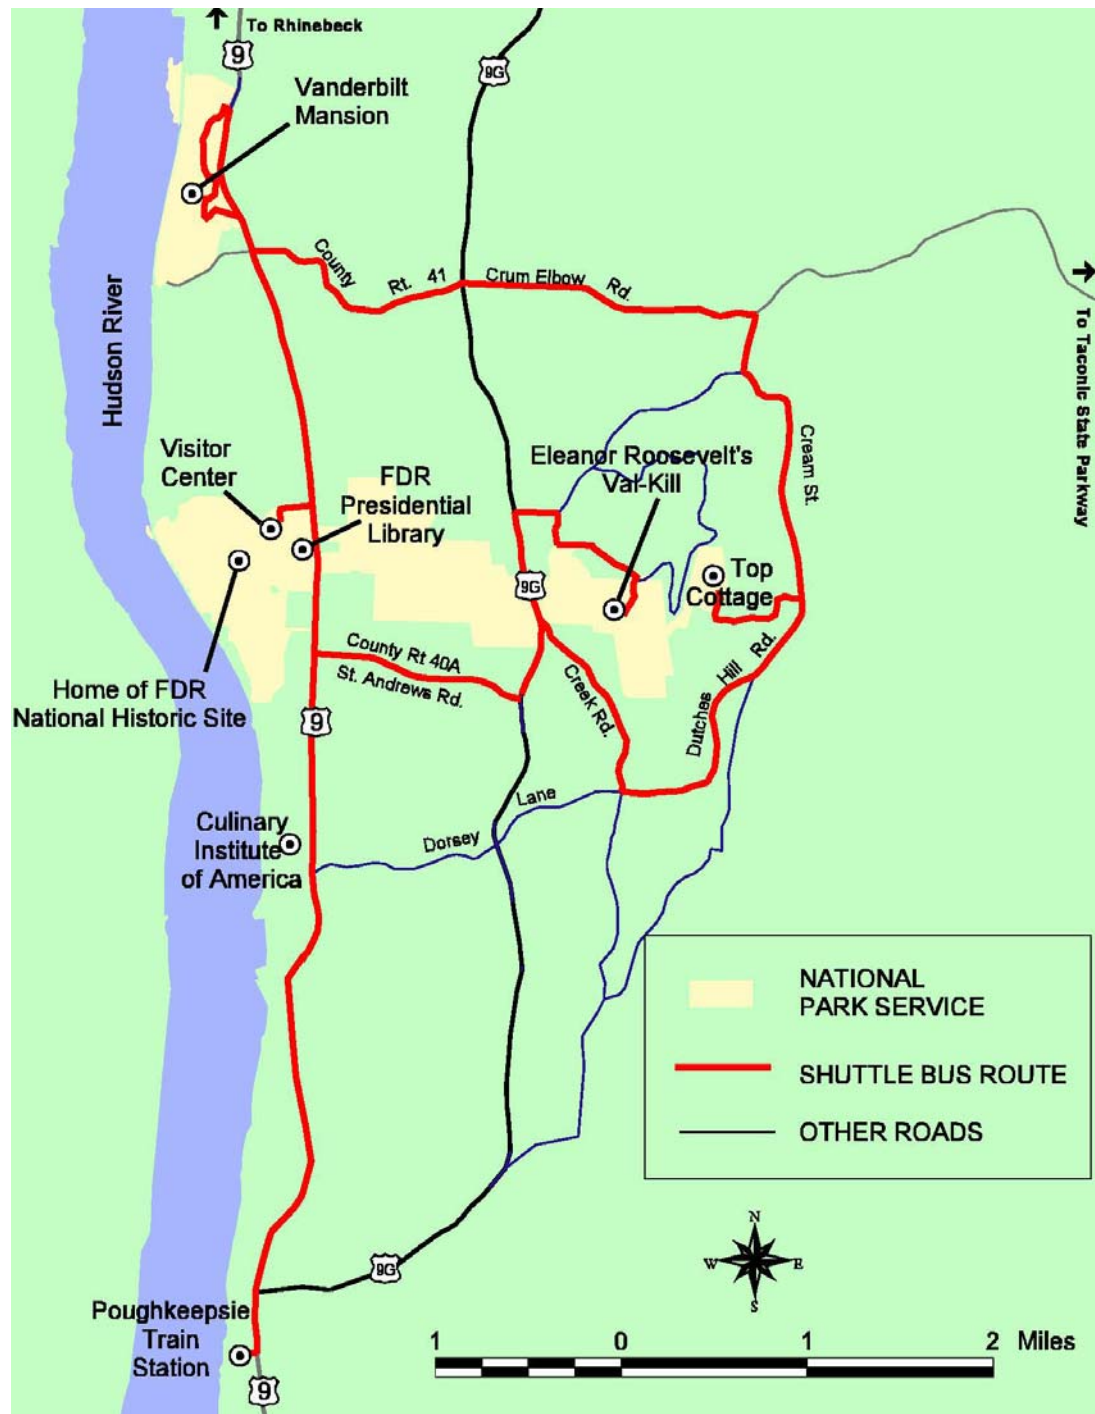 To Rhinebeck
9
9G
Vanderbilt
Mansion
County
Rt. 41
Crum Elbow
Rd.
To Taconic State Parkway
Hudson River
Visitor
Center
FDR
Presidential
Library
Eleanor Roosevelt's
Val-Kill
Cream St.
9G
Top
Cottage
County Rt 40A
St. Andrews Rd.
Home of FDR
National Historic Site
9
Creek Rd.
Dutches Hill Rd.
Culinary
Institute
of America
Dorsey
Lane
NATIONAL
PARK SERVICE
SHUTTLE BUS ROUTE
OTHER ROADS
N
W
E
S
9G
Poughkeepsie
Train
Station
9
1 0 1 2 Miles